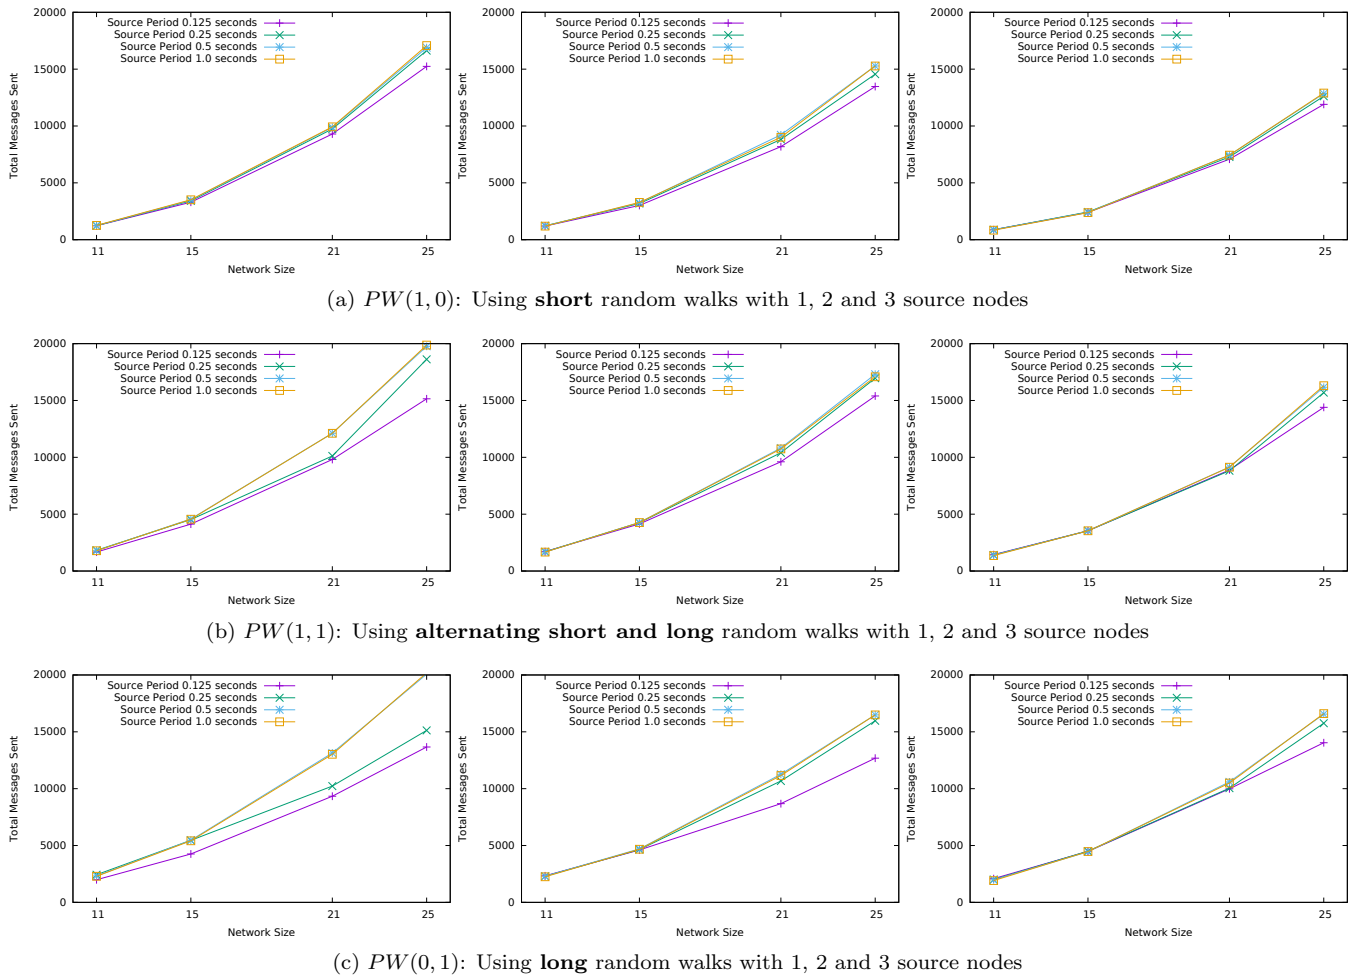 Total Messages Sent
20000
15000
10000
5000
0
Source Period 0.125 seconds
Source Period 0.25 seconds
Source Period 0.5 seconds
Source Period 1.0 seconds
11 15 21 25
Network Size
Total Messages Sent
20000
15000
10000
5000
0
Source Period 0.125 seconds
Source Period 0.25 seconds
Source Period 0.5 seconds
Source Period 1.0 seconds
11 15 21 25
Network Size
Total Messages Sent
20000
15000
10000
5000
0
Source Period 0.125 seconds
Source Period 0.25 seconds
Source Period 0.5 seconds
Source Period 1.0 seconds
11 15 21 25
Network Size
(a) PW(1, 0): Using short random walks with 1, 2 and 3 source nodes
Total Messages Sent
20000
15000
10000
5000
0
Source Period 0.125 seconds
Source Period 0.25 seconds
Source Period 0.5 seconds
Source Period 1.0 seconds
11 15 21 25
Network Size
Total Messages Sent
20000
15000
10000
5000
0
Source Period 0.125 seconds
Source Period 0.25 seconds
Source Period 0.5 seconds
Source Period 1.0 seconds
11 15 21 25
Network Size
Total Messages Sent
20000
15000
10000
5000
0
Source Period 0.125 seconds
Source Period 0.25 seconds
Source Period 0.5 seconds
Source Period 1.0 seconds
11 15 21 25
Network Size
(b) PW(1, 1): Using alternating short and long random walks with 1, 2 and 3 source nodes
Total Messages Sent
20000
15000
10000
5000
0
Source Period 0.125 seconds
Source Period 0.25 seconds
Source Period 0.5 seconds
Source Period 1.0 seconds
11 15 21 25
Network Size
Total Messages Sent
20000
15000
10000
5000
0
Source Period 0.125 seconds
Source Period 0.25 seconds
Source Period 0.5 seconds
Source Period 1.0 seconds
11 15 21 25
Network Size
Total Messages Sent
20000
15000
10000
5000
0
Source Period 0.125 seconds
Source Period 0.25 seconds
Source Period 0.5 seconds
Source Period 1.0 seconds
11 15 21 25
Network Size
(c) PW(0, 1): Using long random walks with 1, 2 and 3 source nodes